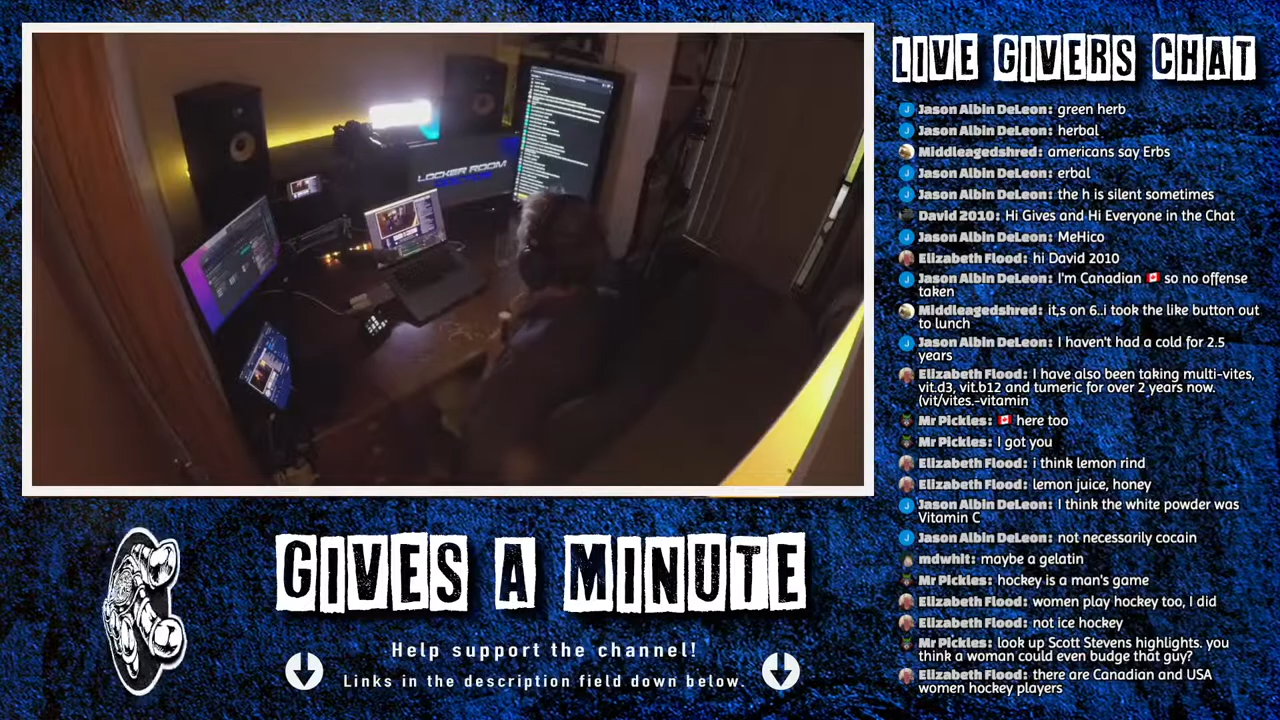 LIVE GIVERS CHAT
Jason Albin DeLeon: green herb
Jason Albin DeLeon: herbal
Middleagedshred: americans say Erbs
Jason Albin DeLeon: erbal
Jason Albin DeLeon: the h is silent sometimes
David 2010: Hi Gives and Hi Everyone in the Chat
Jason Albin DeLeon: MeHico
Elizabeth Flood: hi David 2010
Jason Albin DeLeon: I'm Canadian 🇨🇦 so no offense
taken
Middleagedshred: it,s on 6..i took the like button out
to lunch
Jason Albin DeLeon: I haven't had a cold for 2.5
years
Elizabeth Flood: I have also been taking multi-vites,
vit.d3, vit.b12 and tumeric for over 2 years now.
(vit/vites.-vitamin
Mr Pickles: 🇨🇦 here too
Mr Pickles: I got you
Elizabeth Flood: i think lemon rind
Elizabeth Flood: lemon juice, honey
Jason Albin DeLeon: I think the white powder was
Vitamin C
Jason Albin DeLeon: not necessarily cocain
mdwhit: maybe a gelatin
Mr Pickles: hockey is a man's game
Elizabeth Flood: women play hockey too, I did
Elizabeth Flood: not ice hockey
Mr Pickles: look up Scott Stevens highlights. you
think a woman could even budge that guy?
Elizabeth Flood: there are Canadian and USA
women hockey players
LOCKER ROOM
GIVES A MINUTE
Help support the channel!
Links in the description field down below.